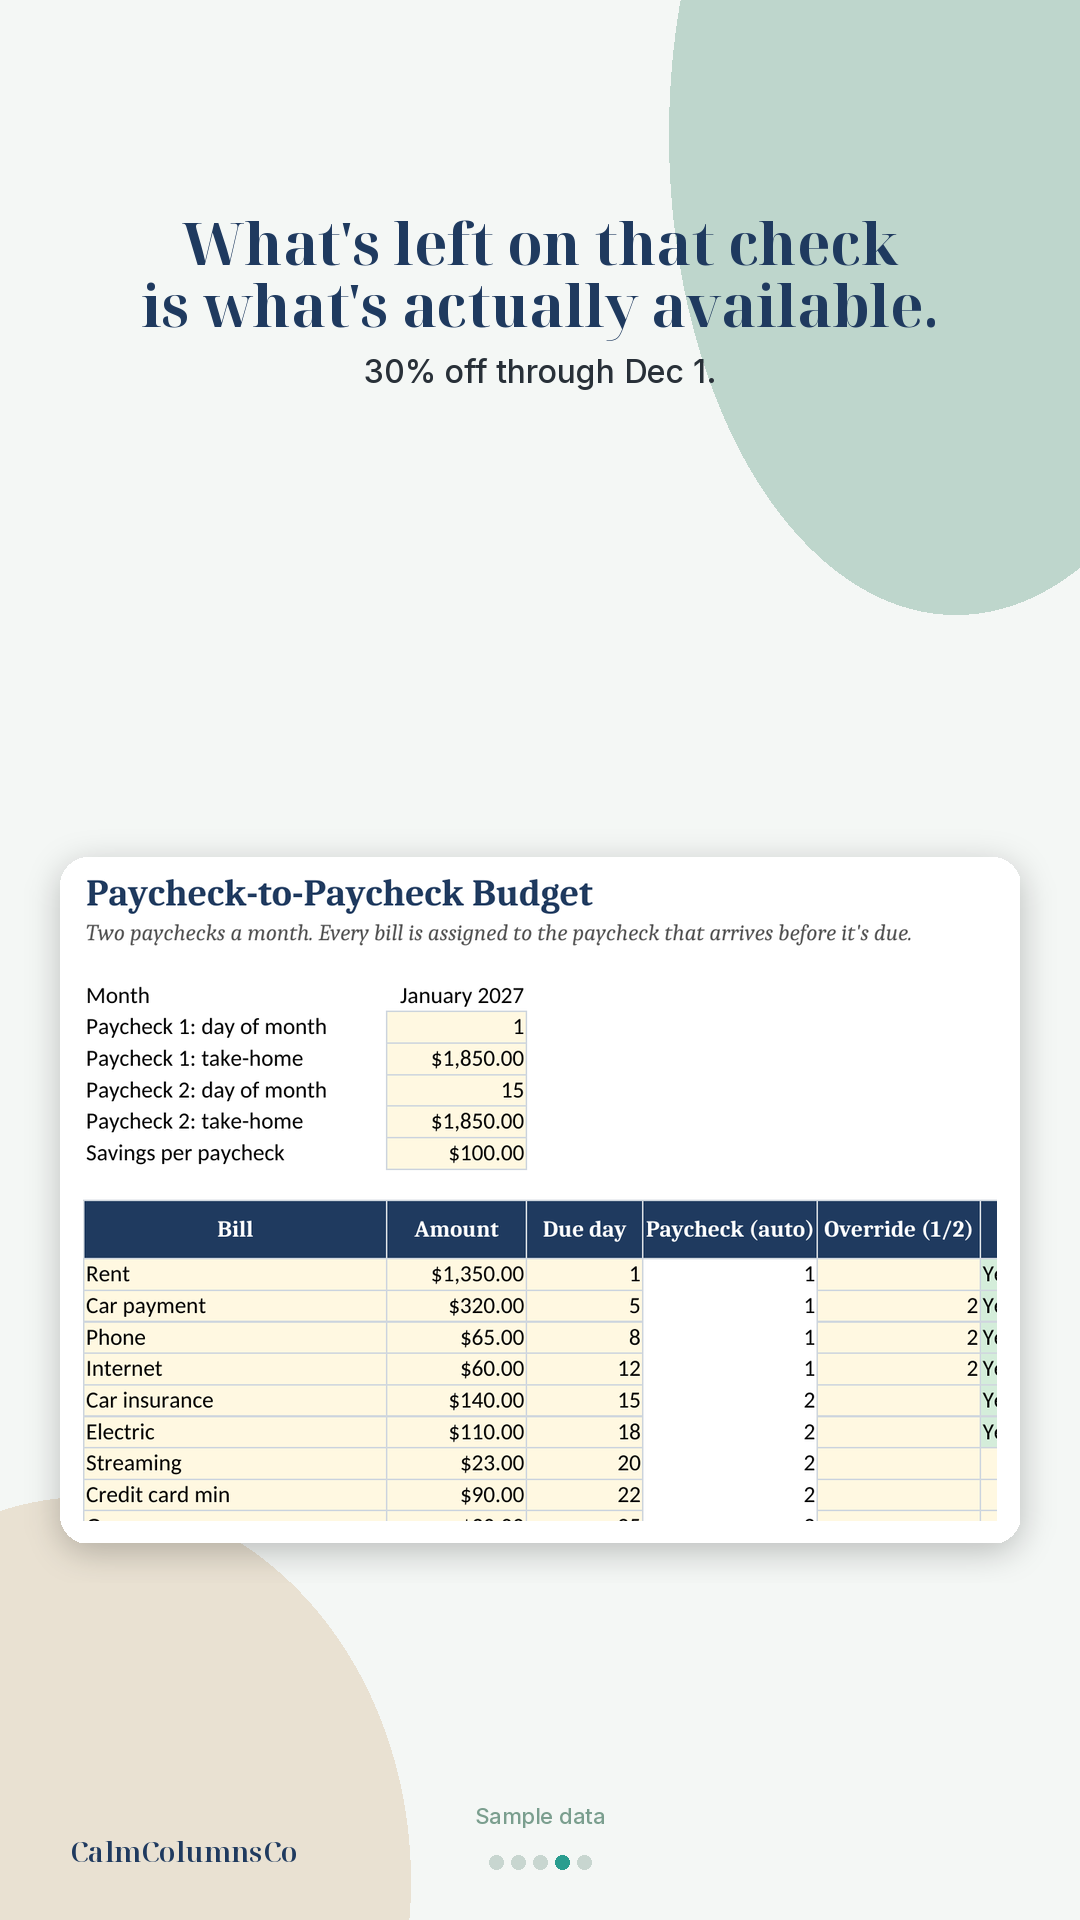 What's left on that check
is what's actually available.
30% off through Dec 1.
Paycheck-to-Paycheck Budget
Two paychecks a month. Every bill is assigned to the paycheck that arrives before it's due.
Month January 2027
Paycheck 1: day of month 1
Paycheck 1: take-home $1,850.00
Paycheck 2: day of month 15
Paycheck 2: take-home $1,850.00
Savings per paycheck $100.00
Bill Amount Due day Paycheck (auto) Override (1/2)
Rent $1,350.00 1 1
Car payment $320.00 5 1 2
Phone $65.00 8 1 2
Internet $60.00 12 1 2
Car insurance $140.00 15 2
Electric $110.00 18 2
Streaming $23.00 20 2
Credit card min $90.00 22 2
Sample data
CalmColumnsCo